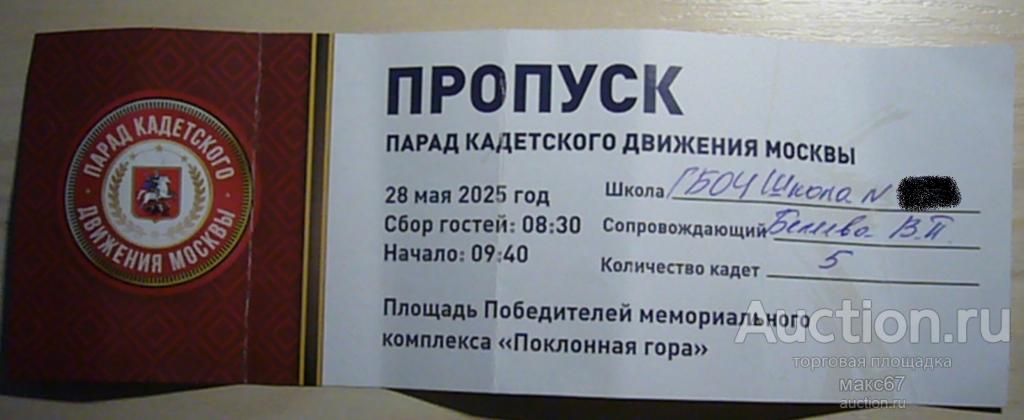 ПАРАД КАДЕТСКОГО
ДВИЖЕНИЯ МОСКВЫ
ПРОПУСК
ПАРАД КАДЕТСКОГО ДВИЖЕНИЯ МОСКВЫ
28 мая 2025 год
Сбор гостей: 08:30
Начало: 09:40
Школа ГБОУ Школа N
Сопровождающий В.П.
Количество кадет 5
Площадь Победителей мемориального
комплекса «Поклонная гора»
Auction.ru
торговая площадка
макс67
auction.ru